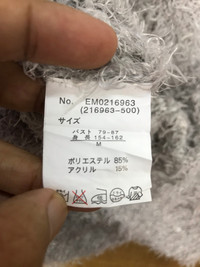 No. EM0216963
(216963-500)
サイズ
バスト 79-87
身長 154-162
M
ポリエステル 85%
アクリル 15%